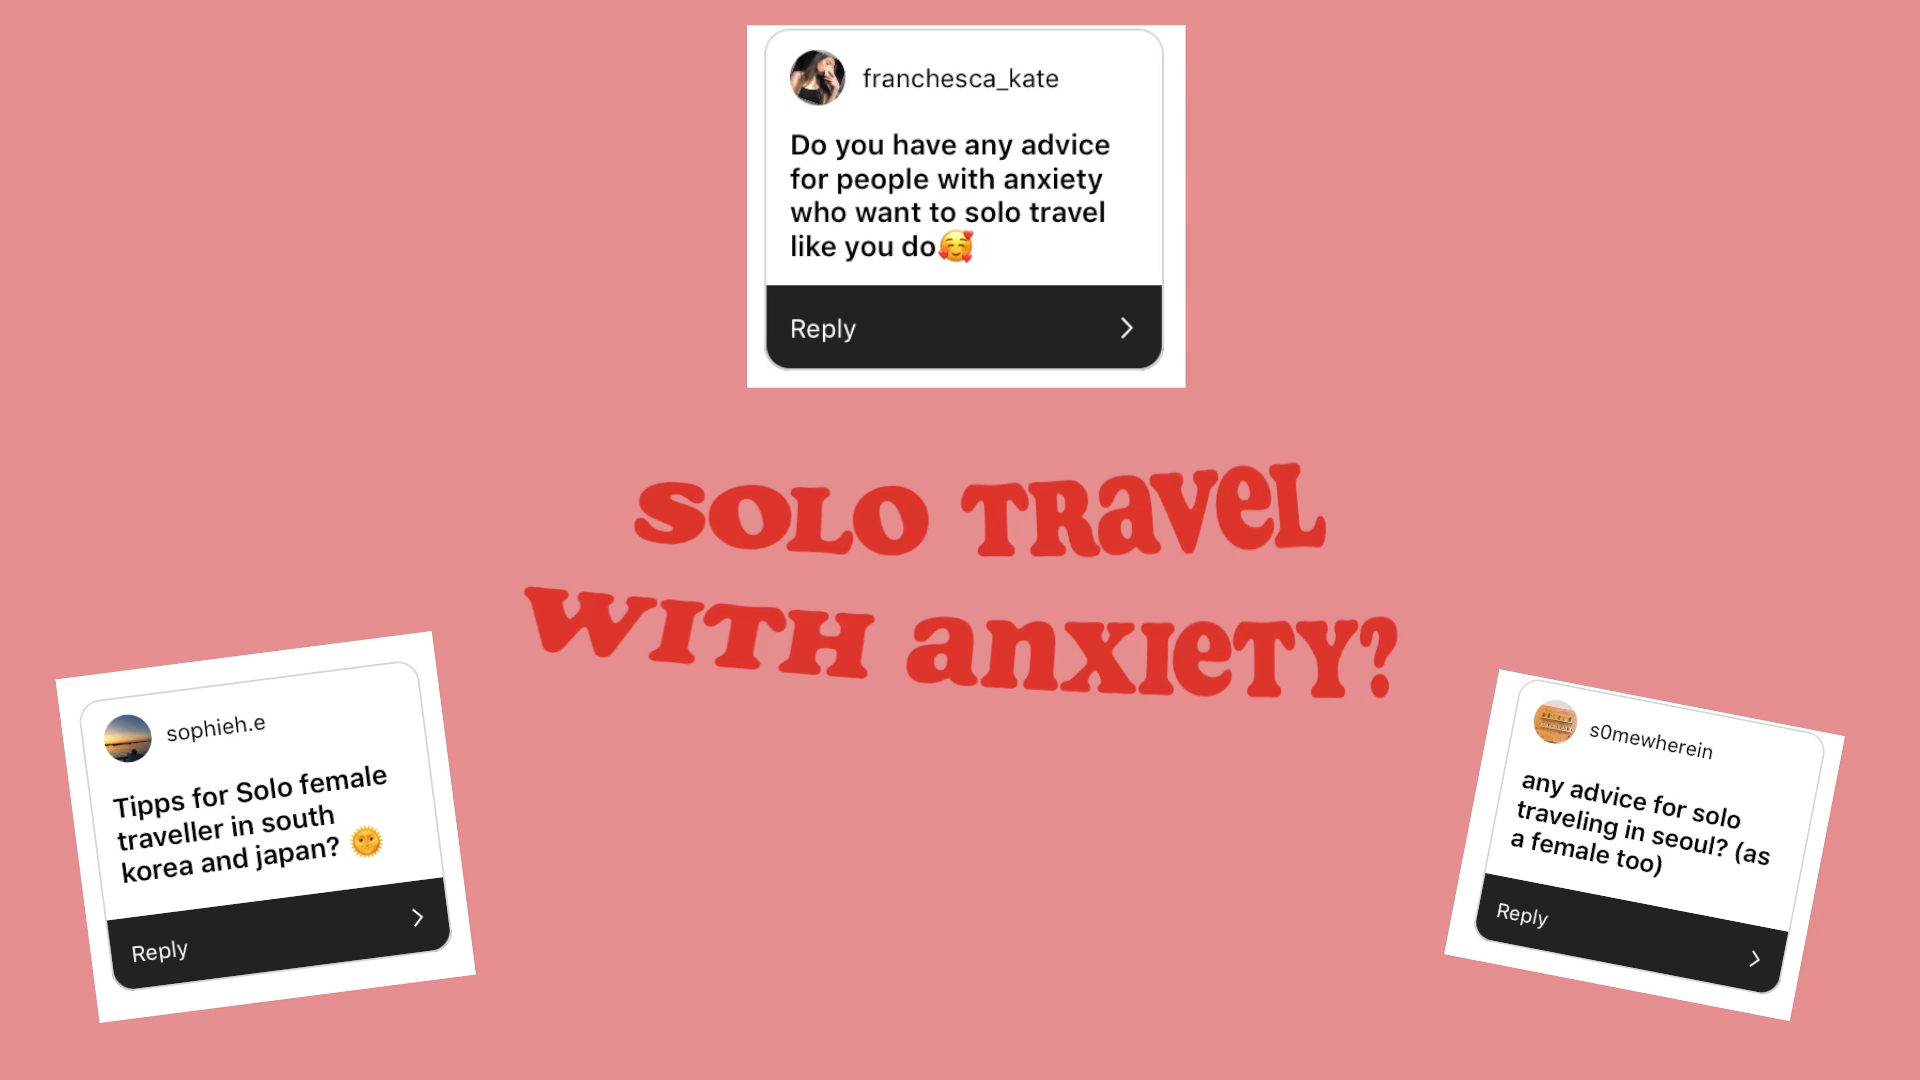 franchesca_kate
Do you have any advice
for people with anxiety
who want to solo travel
like you do🥰
Reply
SOLO TRaVeL
WITH anxIeTY?
sophieh.e
Tipps for Solo female
traveller in south
korea and japan? 🌞
Reply
s0mewherein
any advice for solo
traveling in seoul? (as
a female too)
Reply